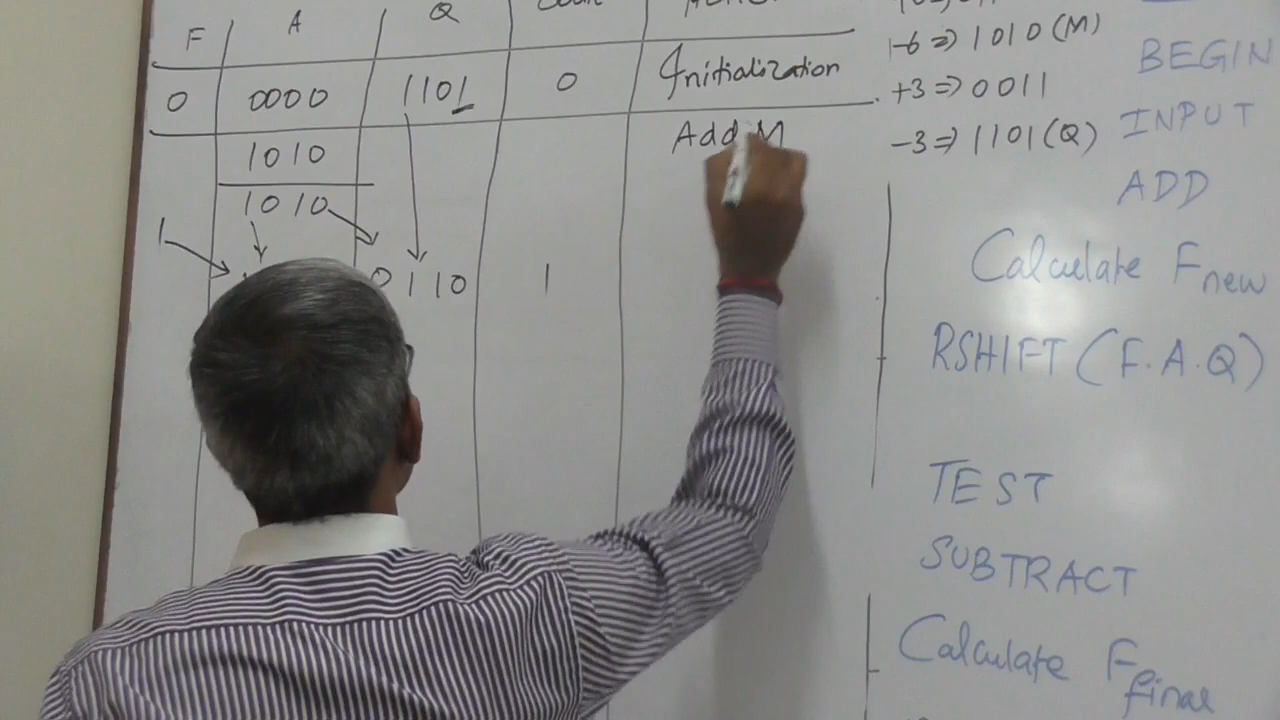 F A Q
0 0000 1101 0 Initialization
1010 Add M
1010
1
0110 1
-6 => 1010 (M)
+3 => 0011
-3 => 1101 (Q)
BEGIN
INPUT
ADD
Calculate Fnew
RSHIFT (F.A.Q)
TEST
SUBTRACT
Calculate Ffinal